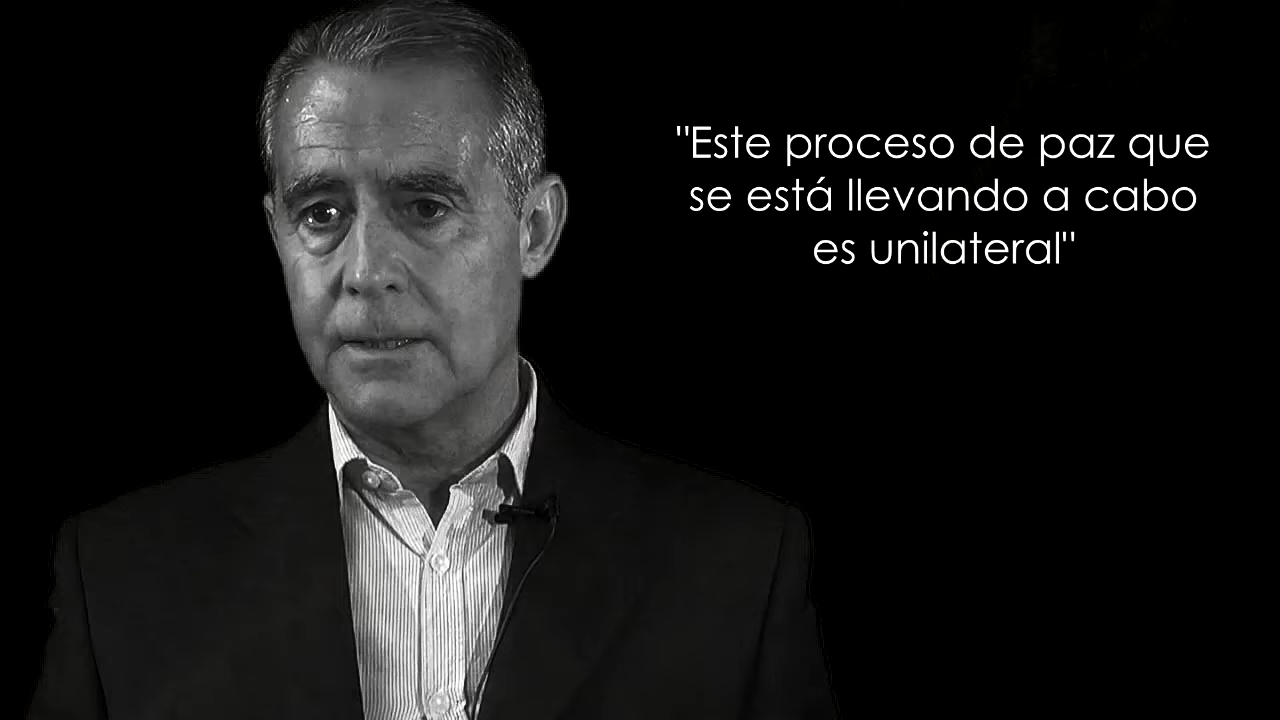 "Este proceso de paz que
se está llevando a cabo
es unilateral"